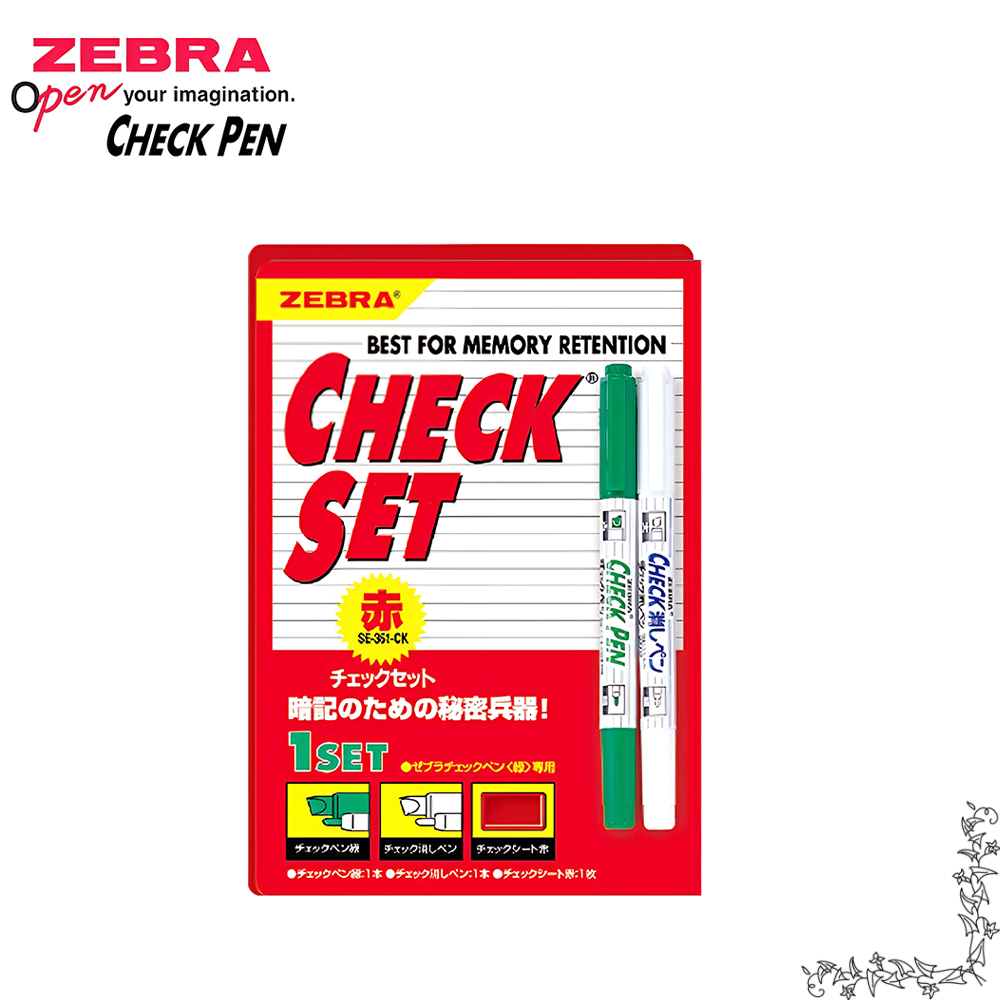 ZEBRA
Open your imagination.
CHECK PEN
ZEBRA®
BEST FOR MEMORY RETENTION
CHECK®
SET
赤
SE-361-CK
チェックセット
暗記のための秘密兵器!
1SET
●ゼブラチェックペン〈緑〉専用
チェックペン緑
チェック消しペン
チェックシート赤
●チェックペン緑:1本 ●チェック消しペン:1本 ●チェックシート赤:1枚
ZEBRA
CHECK PEN
ZEBRA
CHECK 消しペン